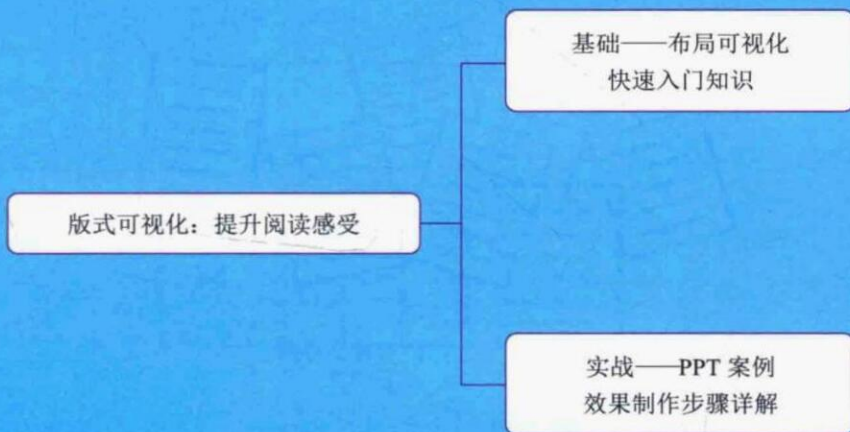 版式可视化：提升阅读感受
基础——布局可视化
快速入门知识
实战——PPT 案例
效果制作步骤详解